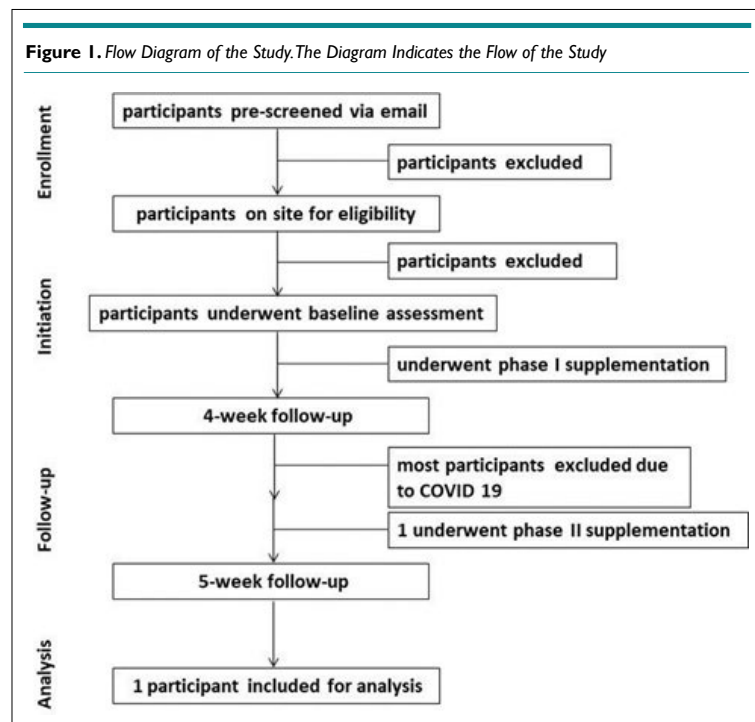 Figure 1. Flow Diagram of the Study. The Diagram Indicates the Flow of the Study
Enrollment
participants pre-screened via email
participants excluded
participants on site for eligibility
participants excluded
Initiation
participants underwent baseline assessment
underwent phase I supplementation
4-week follow-up
Follow-up
most participants excluded due
to COVID 19
1 underwent phase II supplementation
5-week follow-up
Analysis
1 participant included for analysis